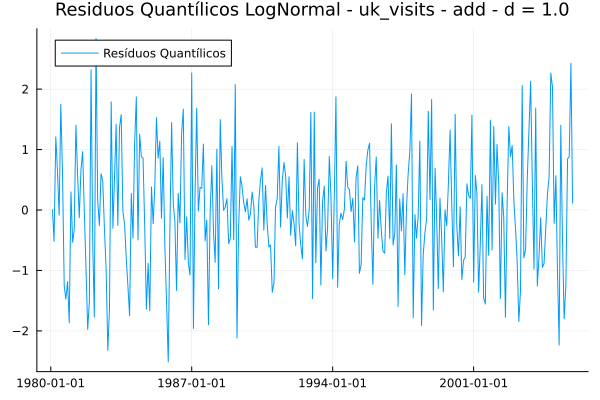 Residuos Quantílicos LogNormal - uk_visits - add - d = 1.0
Resíduos Quantílicos
2
1
0
−1
−2
1980-01-01 1987-01-01 1994-01-01 2001-01-01